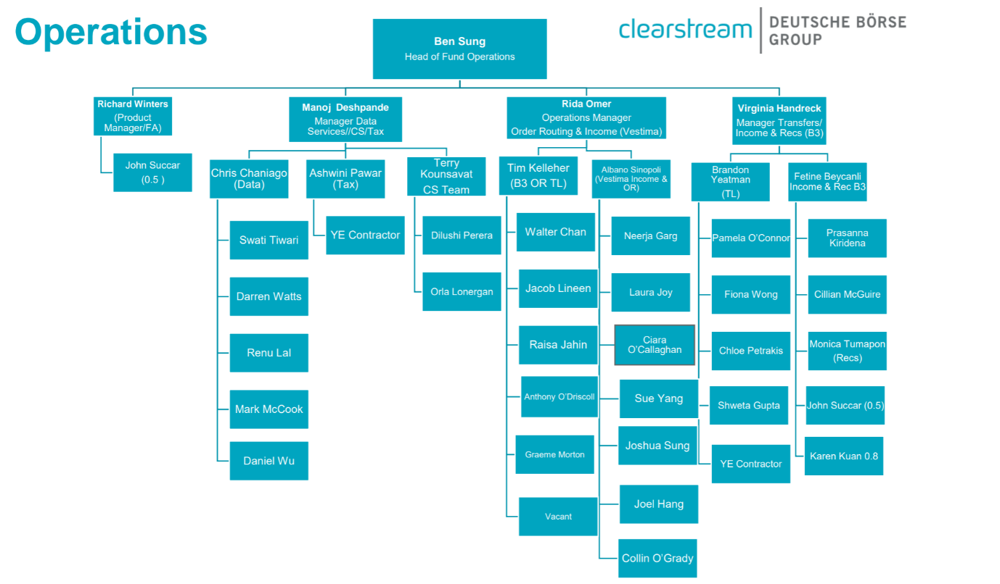 Operations
clearstream
DEUTSCHE BÖRSE
GROUP
Ben Sung
Head of Fund Operations
Richard Winters
(Product
Manager/FA)
John Succar
(0.5 )
Manoj  Deshpande
Manager Data
Services//CS/Tax
Chris Chaniago
(Data)
Swati Tiwari
Darren Watts
Renu Lal
Mark McCook
Daniel Wu
Ashwini Pawar
(Tax)
YE Contractor
Terry
Kounsavat
CS Team
Dilushi Perera
Orla Lonergan
Rida Omer
Operations Manager
Order Routing & Income (Vestima)
Tim Kelleher
(B3 OR TL)
Walter Chan
Jacob Lineen
Raisa Jahin
Anthony O’Driscoll
Graeme Morton
Vacant
Albano Sinopoli
(Vestima Income &
OR)
Neerja Garg
Laura Joy
Ciara
O’Callaghan
Sue Yang
Joshua Sung
Joel Hang
Collin O’Grady
Virginia Handreck
Manager Transfers/
Income & Recs (B3)
Brandon
Yeatman
(TL)
Pamela O’Connor
Fiona Wong
Chloe Petrakis
Shweta Gupta
YE Contractor
Fetine Beycanli
Income & Rec B3
Prasanna
Kiridena
Cillian McGuire
Monica Tumapon
(Recs)
John Succar (0.5)
Karen Kuan 0.8